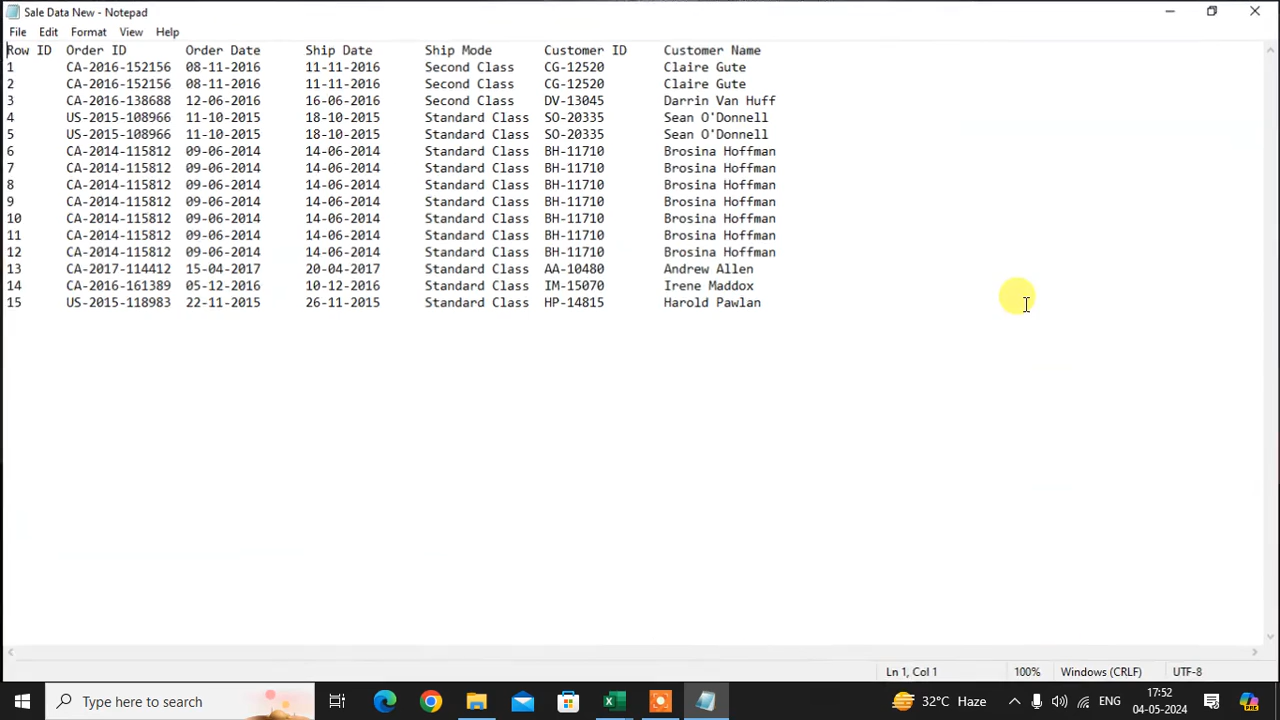 Sale Data New - Notepad
File Edit Format View Help
Row ID Order ID Order Date Ship Date Ship Mode Customer ID Customer Name
1 CA-2016-152156 08-11-2016 11-11-2016 Second Class CG-12520 Claire Gute
2 CA-2016-152156 08-11-2016 11-11-2016 Second Class CG-12520 Claire Gute
3 CA-2016-138688 12-06-2016 16-06-2016 Second Class DV-13045 Darrin Van Huff
4 US-2015-108966 11-10-2015 18-10-2015 Standard Class SO-20335 Sean O'Donnell
5 US-2015-108966 11-10-2015 18-10-2015 Standard Class SO-20335 Sean O'Donnell
6 CA-2014-115812 09-06-2014 14-06-2014 Standard Class BH-11710 Brosina Hoffman
7 CA-2014-115812 09-06-2014 14-06-2014 Standard Class BH-11710 Brosina Hoffman
8 CA-2014-115812 09-06-2014 14-06-2014 Standard Class BH-11710 Brosina Hoffman
9 CA-2014-115812 09-06-2014 14-06-2014 Standard Class BH-11710 Brosina Hoffman
10 CA-2014-115812 09-06-2014 14-06-2014 Standard Class BH-11710 Brosina Hoffman
11 CA-2014-115812 09-06-2014 14-06-2014 Standard Class BH-11710 Brosina Hoffman
12 CA-2014-115812 09-06-2014 14-06-2014 Standard Class BH-11710 Brosina Hoffman
13 CA-2017-114412 15-04-2017 20-04-2017 Standard Class AA-10480 Andrew Allen
14 CA-2016-161389 05-12-2016 10-12-2016 Standard Class IM-15070 Irene Maddox
15 US-2015-118983 22-11-2015 26-11-2015 Standard Class HP-14815 Harold Pawlan
Ln 1, Col 1 100% Windows (CRLF) UTF-8
Type here to search 32°C Haze ENG 17:52
04-05-2024
PRE